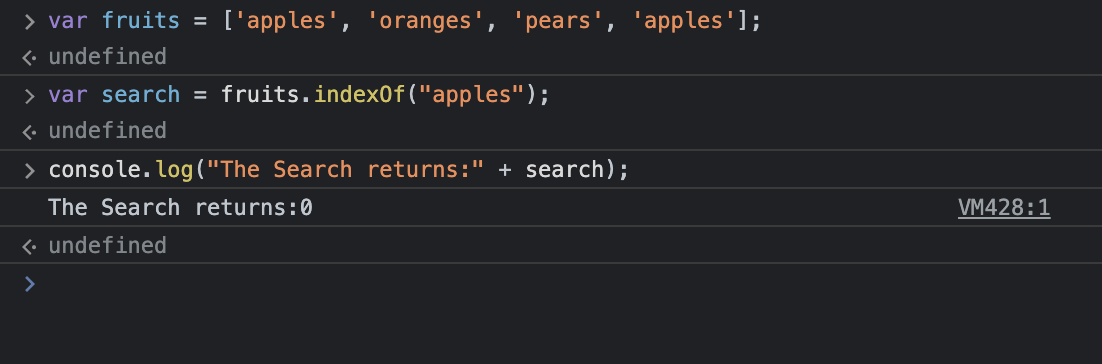 var fruits = ['apples', 'oranges', 'pears', 'apples'];
undefined
var search = fruits.indexOf("apples");
undefined
console.log("The Search returns:" + search);
The Search returns:0 VM428:1
undefined